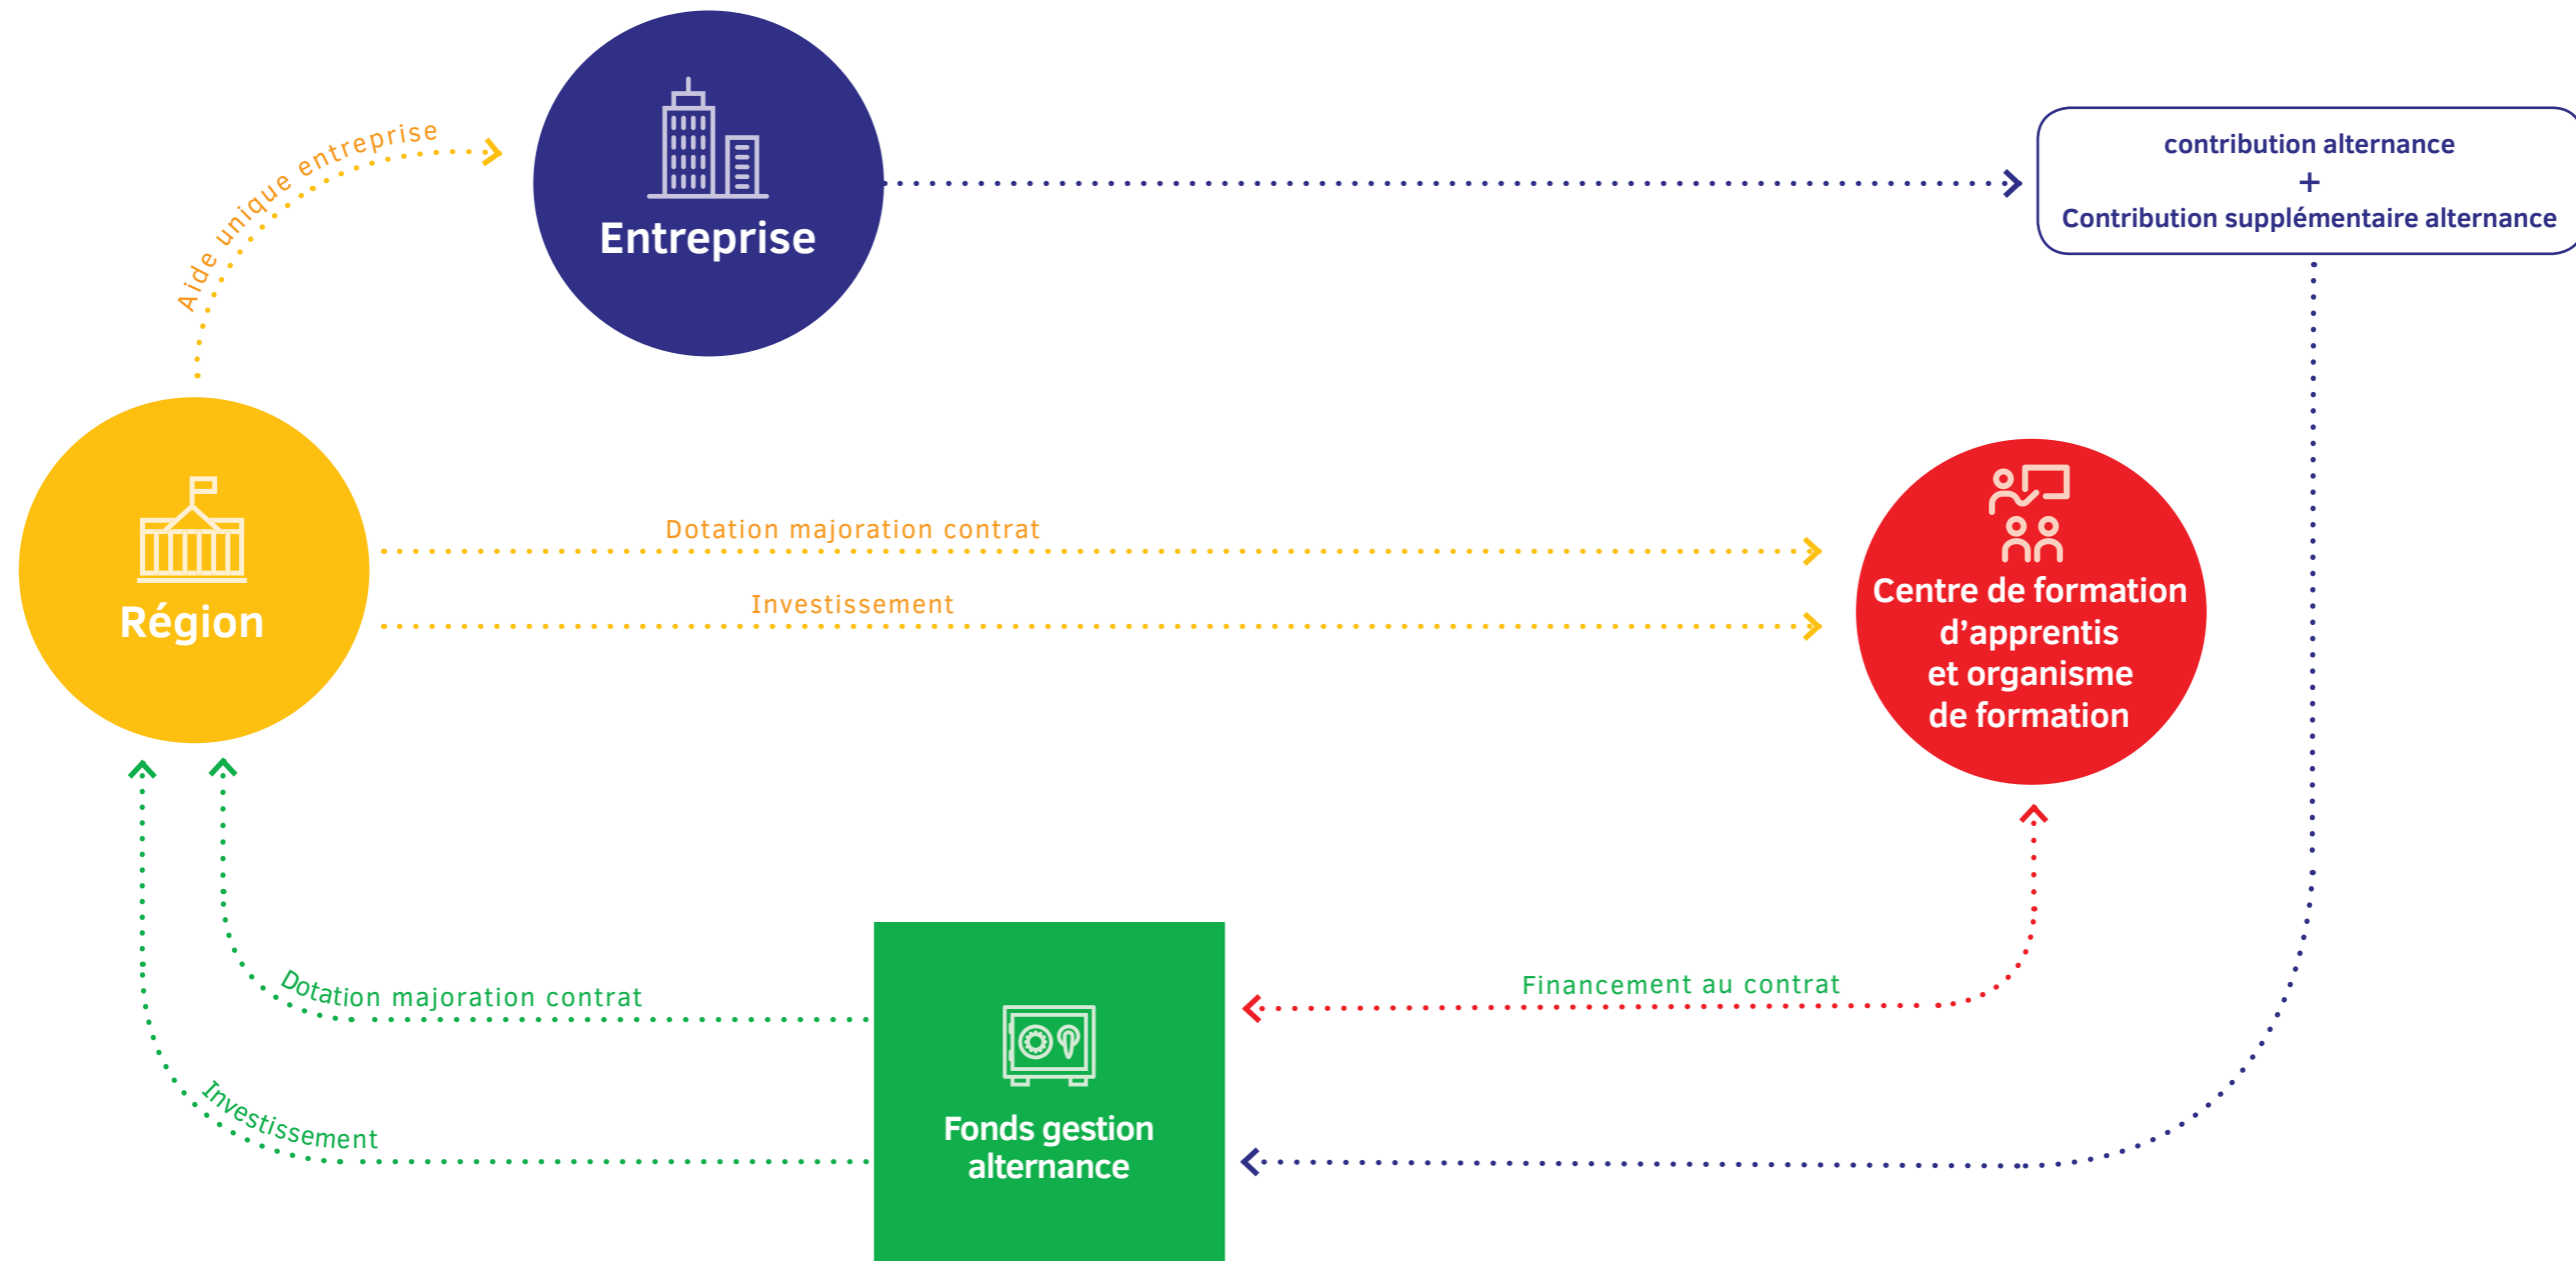 Aide unique entreprise
Entreprise
contribution alternance
+
Contribution supplémentaire alternance
Région
Dotation majoration contrat
Investissement
Centre de formation
d’apprentis
et organisme
de formation
Dotation majoration contrat
Investissement
Fonds gestion
alternance
Financement au contrat